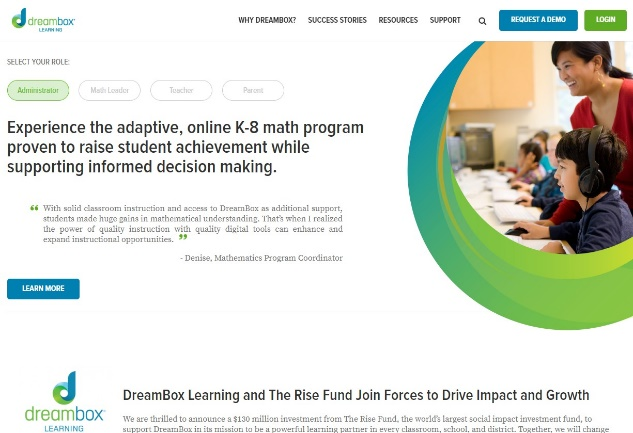 dreambox
LEARNING
WHY DREAMBOX? SUCCESS STORIES RESOURCES SUPPORT REQUEST A DEMO LOGIN
SELECT YOUR ROLE:
Administrator Math Leader Teacher Parent
Experience the adaptive, online K-8 math program
proven to raise student achievement while
supporting informed decision making.
“ With solid classroom instruction and access to DreamBox as additional support,
students made huge gains in mathematical understanding. That's when I realized
the power of quality instruction with quality digital tools can enhance and
expand instructional opportunities. ”
- Denise, Mathematics Program Coordinator
LEARN MORE
dreambox
LEARNING
DreamBox Learning and The Rise Fund Join Forces to Drive Impact and Growth
We are thrilled to announce a $130 million investment from The Rise Fund, the world's largest social impact investment fund, to
support DreamBox in its mission to be a powerful learning partner in every classroom, school, and district. Together, we will change